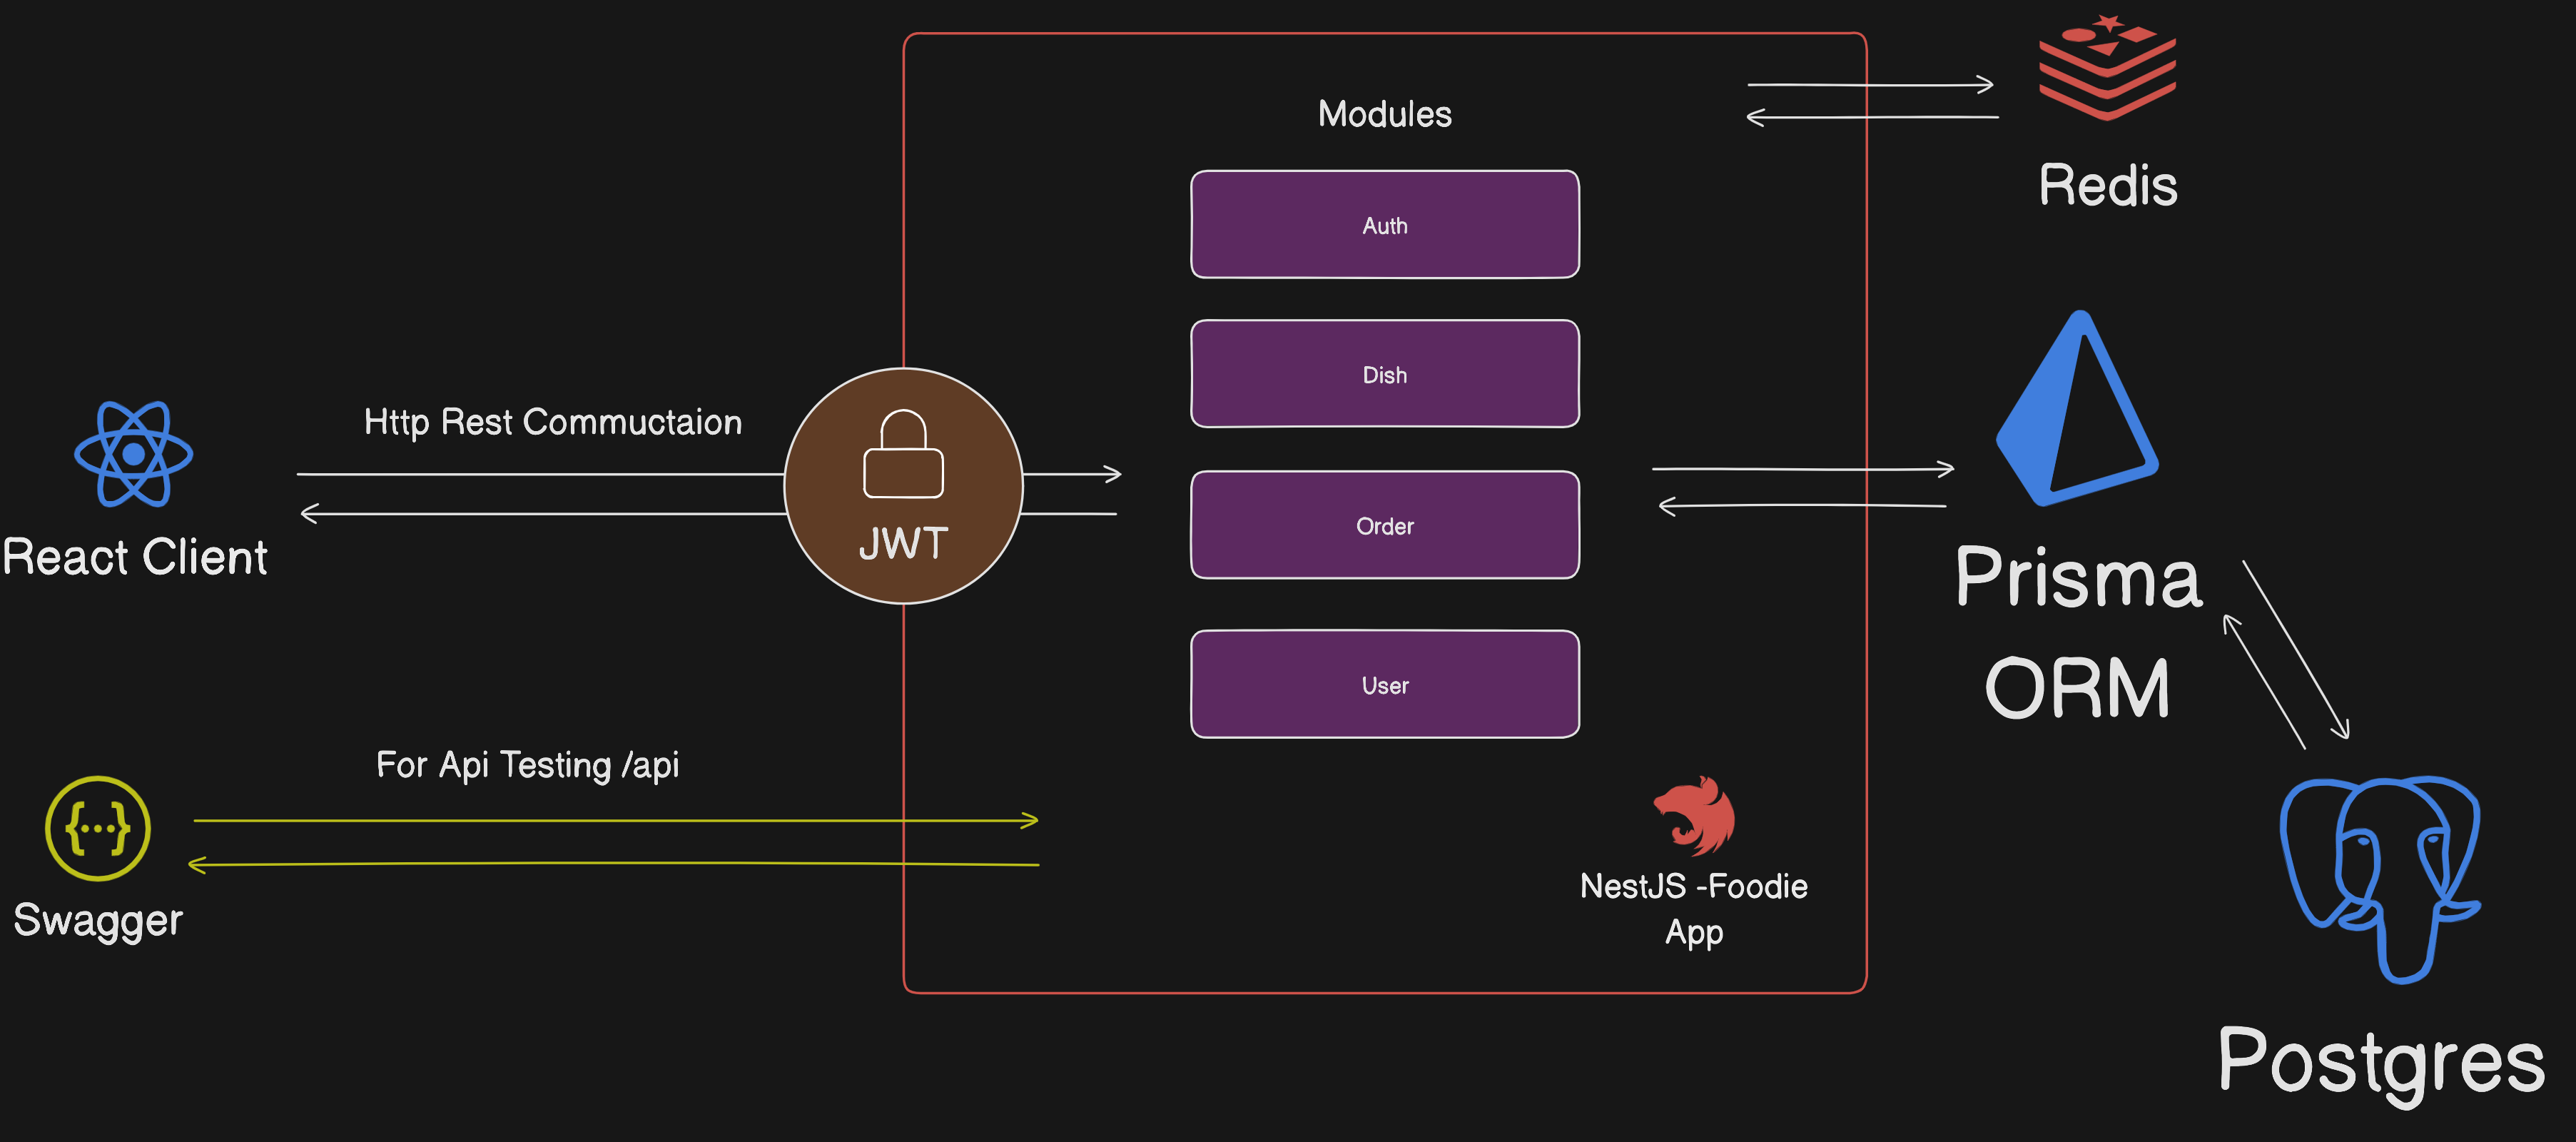 Modules
Redis
Auth
Dish
Http Rest Commuctaion
JWT
React Client
Order
Prisma
ORM
User
For Api Testing /api
{...}
Swagger
NestJS -Foodie
App
Postgres